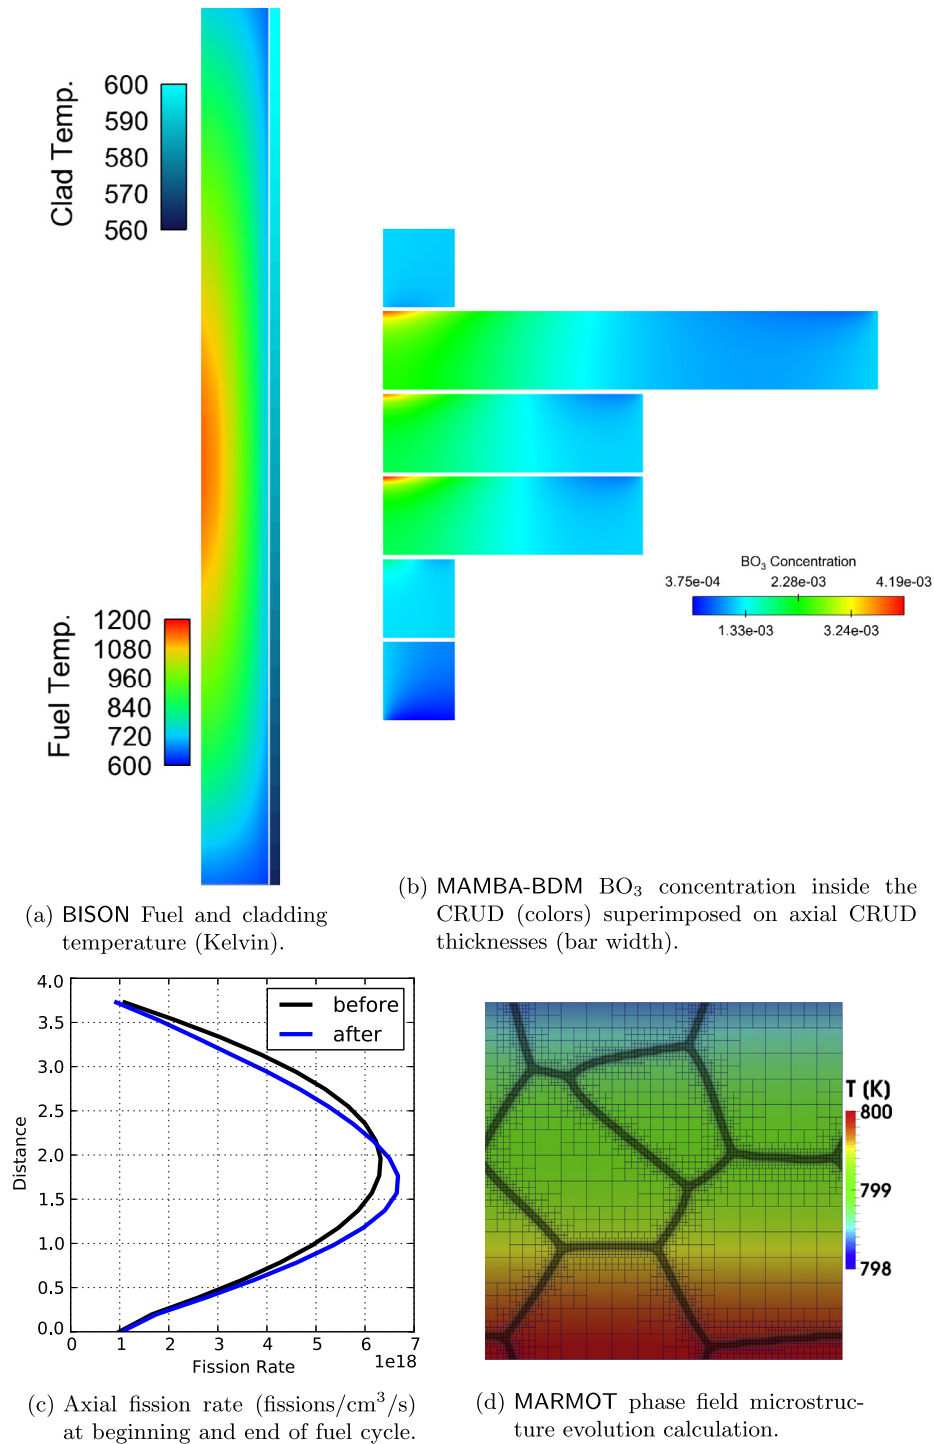 Clad Temp.
600
590
580
570
560
Fuel Temp.
1200
1080
960
840
720
600
BO3 Concentration
3.75e-04 2.28e-03 4.19e-03
1.33e-03 3.24e-03
(a) BISON Fuel and cladding
temperature (Kelvin).
(b) MAMBA-BDM BO3 concentration inside the
CRUD (colors) superimposed on axial CRUD
thicknesses (bar width).
4.0
3.5
3.0
2.5
2.0
1.5
1.0
0.5
0.0
Distance
before
after
0 1 2 3 4 5 6 7
1e18
Fission Rate
(c) Axial fission rate (fissions/cm³/s)
at beginning and end of fuel cycle.
T (K)
800
799
798
(d) MARMOT phase field microstruc-
ture evolution calculation.